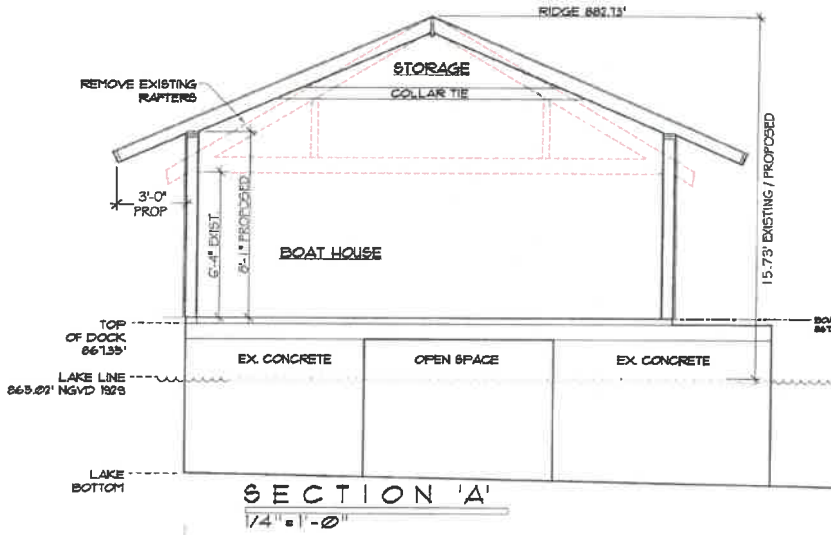 RIDGE 882.73'
STORAGE
REMOVE EXISTING
RAFTERS
COLLAR TIE
3'-0"
PROP
6'-4" EXIST.
8'-1" PROPOSED
15.73' EXISTING / PROPOSED
BOAT HOUSE
TOP
OF DOCK
867.33'
EX. CONCRETE
OPEN SPACE
EX. CONCRETE
LAKE LINE
865.02' NGVD 1929
LAKE
BOTTOM
SECTION 'A'
1/4" = 1'-0"